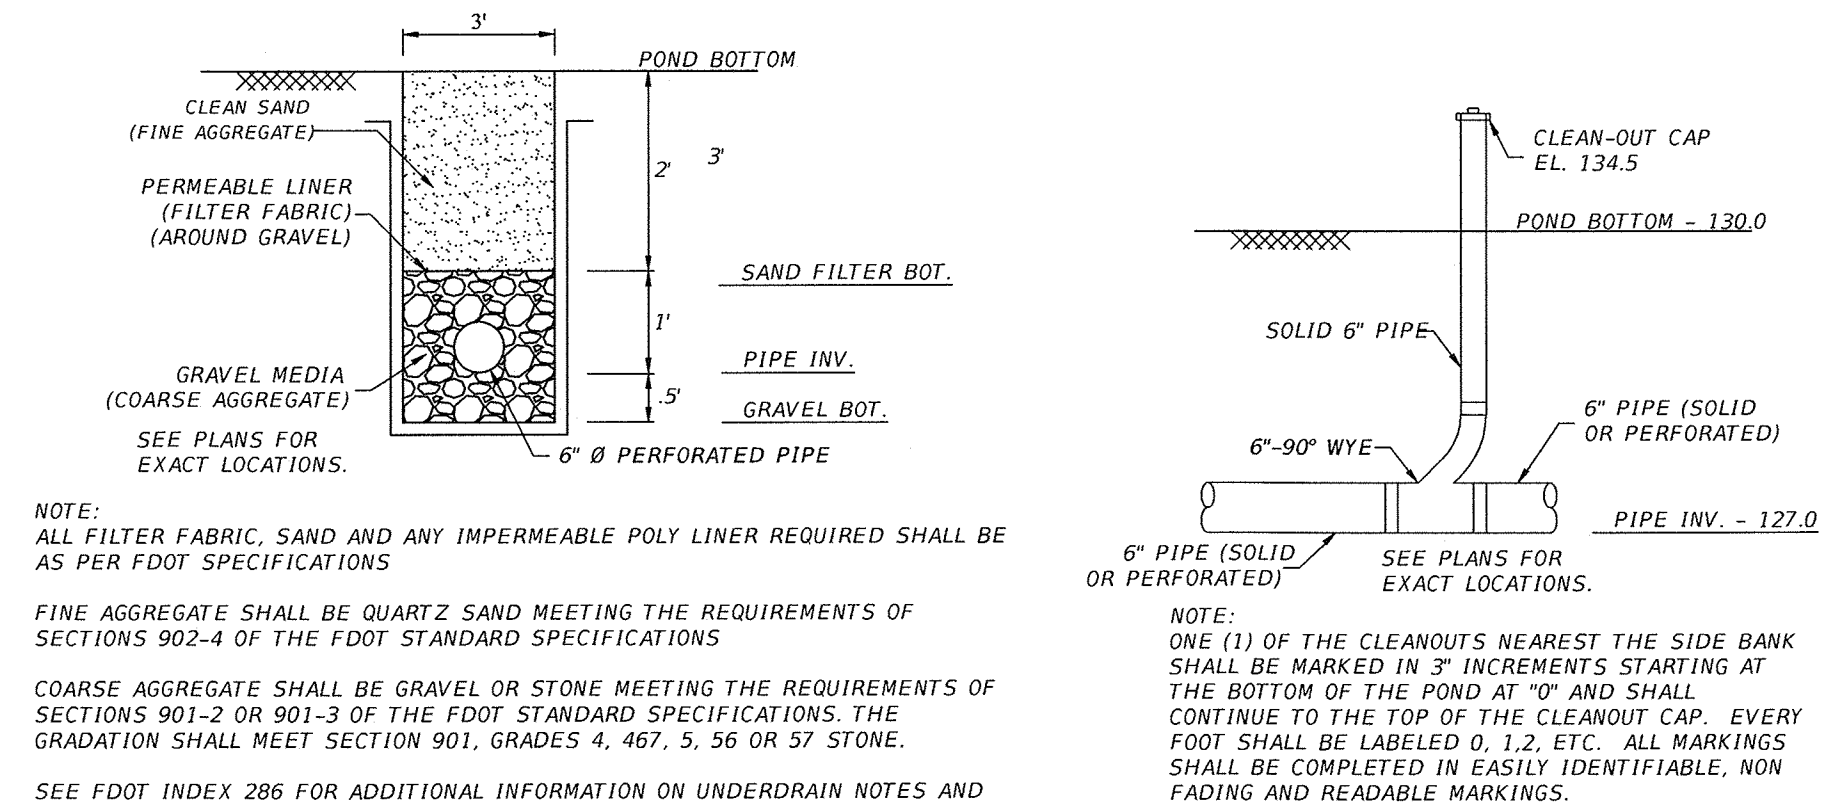 3'
POND BOTTOM
CLEAN SAND
(FINE AGGREGATE)
2'
3'
PERMEABLE LINER
(FILTER FABRIC)
(AROUND GRAVEL)
SAND FILTER BOT.
1'
PIPE INV.
GRAVEL MEDIA
(COARSE AGGREGATE)
.5'
GRAVEL BOT.
SEE PLANS FOR
EXACT LOCATIONS.
6" Ø PERFORATED PIPE
NOTE:
ALL FILTER FABRIC, SAND AND ANY IMPERMEABLE POLY LINER REQUIRED SHALL BE
AS PER FDOT SPECIFICATIONS
FINE AGGREGATE SHALL BE QUARTZ SAND MEETING THE REQUIREMENTS OF
SECTIONS 902-4 OF THE FDOT STANDARD SPECIFICATIONS
COARSE AGGREGATE SHALL BE GRAVEL OR STONE MEETING THE REQUIREMENTS OF
SECTIONS 901-2 OR 901-3 OF THE FDOT STANDARD SPECIFICATIONS. THE
GRADATION SHALL MEET SECTION 901, GRADES 4, 467, 5, 56 OR 57 STONE.
SEE FDOT INDEX 286 FOR ADDITIONAL INFORMATION ON UNDERDRAIN NOTES AND
CLEAN-OUT CAP
EL. 134.5
POND BOTTOM - 130.0
SOLID 6" PIPE
6" PIPE (SOLID
OR PERFORATED)
6"-90° WYE
PIPE INV. - 127.0
6" PIPE (SOLID
OR PERFORATED)
SEE PLANS FOR
EXACT LOCATIONS.
NOTE:
ONE (1) OF THE CLEANOUTS NEAREST THE SIDE BANK
SHALL BE MARKED IN 3" INCREMENTS STARTING AT
THE BOTTOM OF THE POND AT "0" AND SHALL
CONTINUE TO THE TOP OF THE CLEANOUT CAP. EVERY
FOOT SHALL BE LABELED 0, 1,2, ETC. ALL MARKINGS
SHALL BE COMPLETED IN EASILY IDENTIFIABLE, NON
FADING AND READABLE MARKINGS.